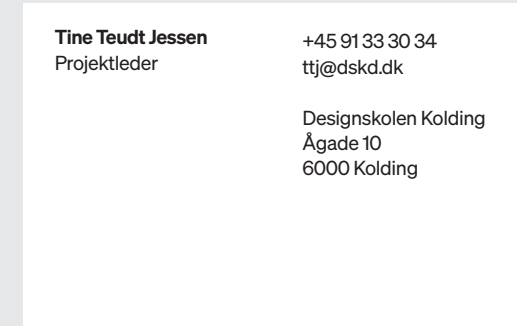 Tine Teudt Jessen
Projektleder
+45 91 33 30 34
ttj@dskd.dk
Designskolen Kolding
Ågade 10
6000 Kolding